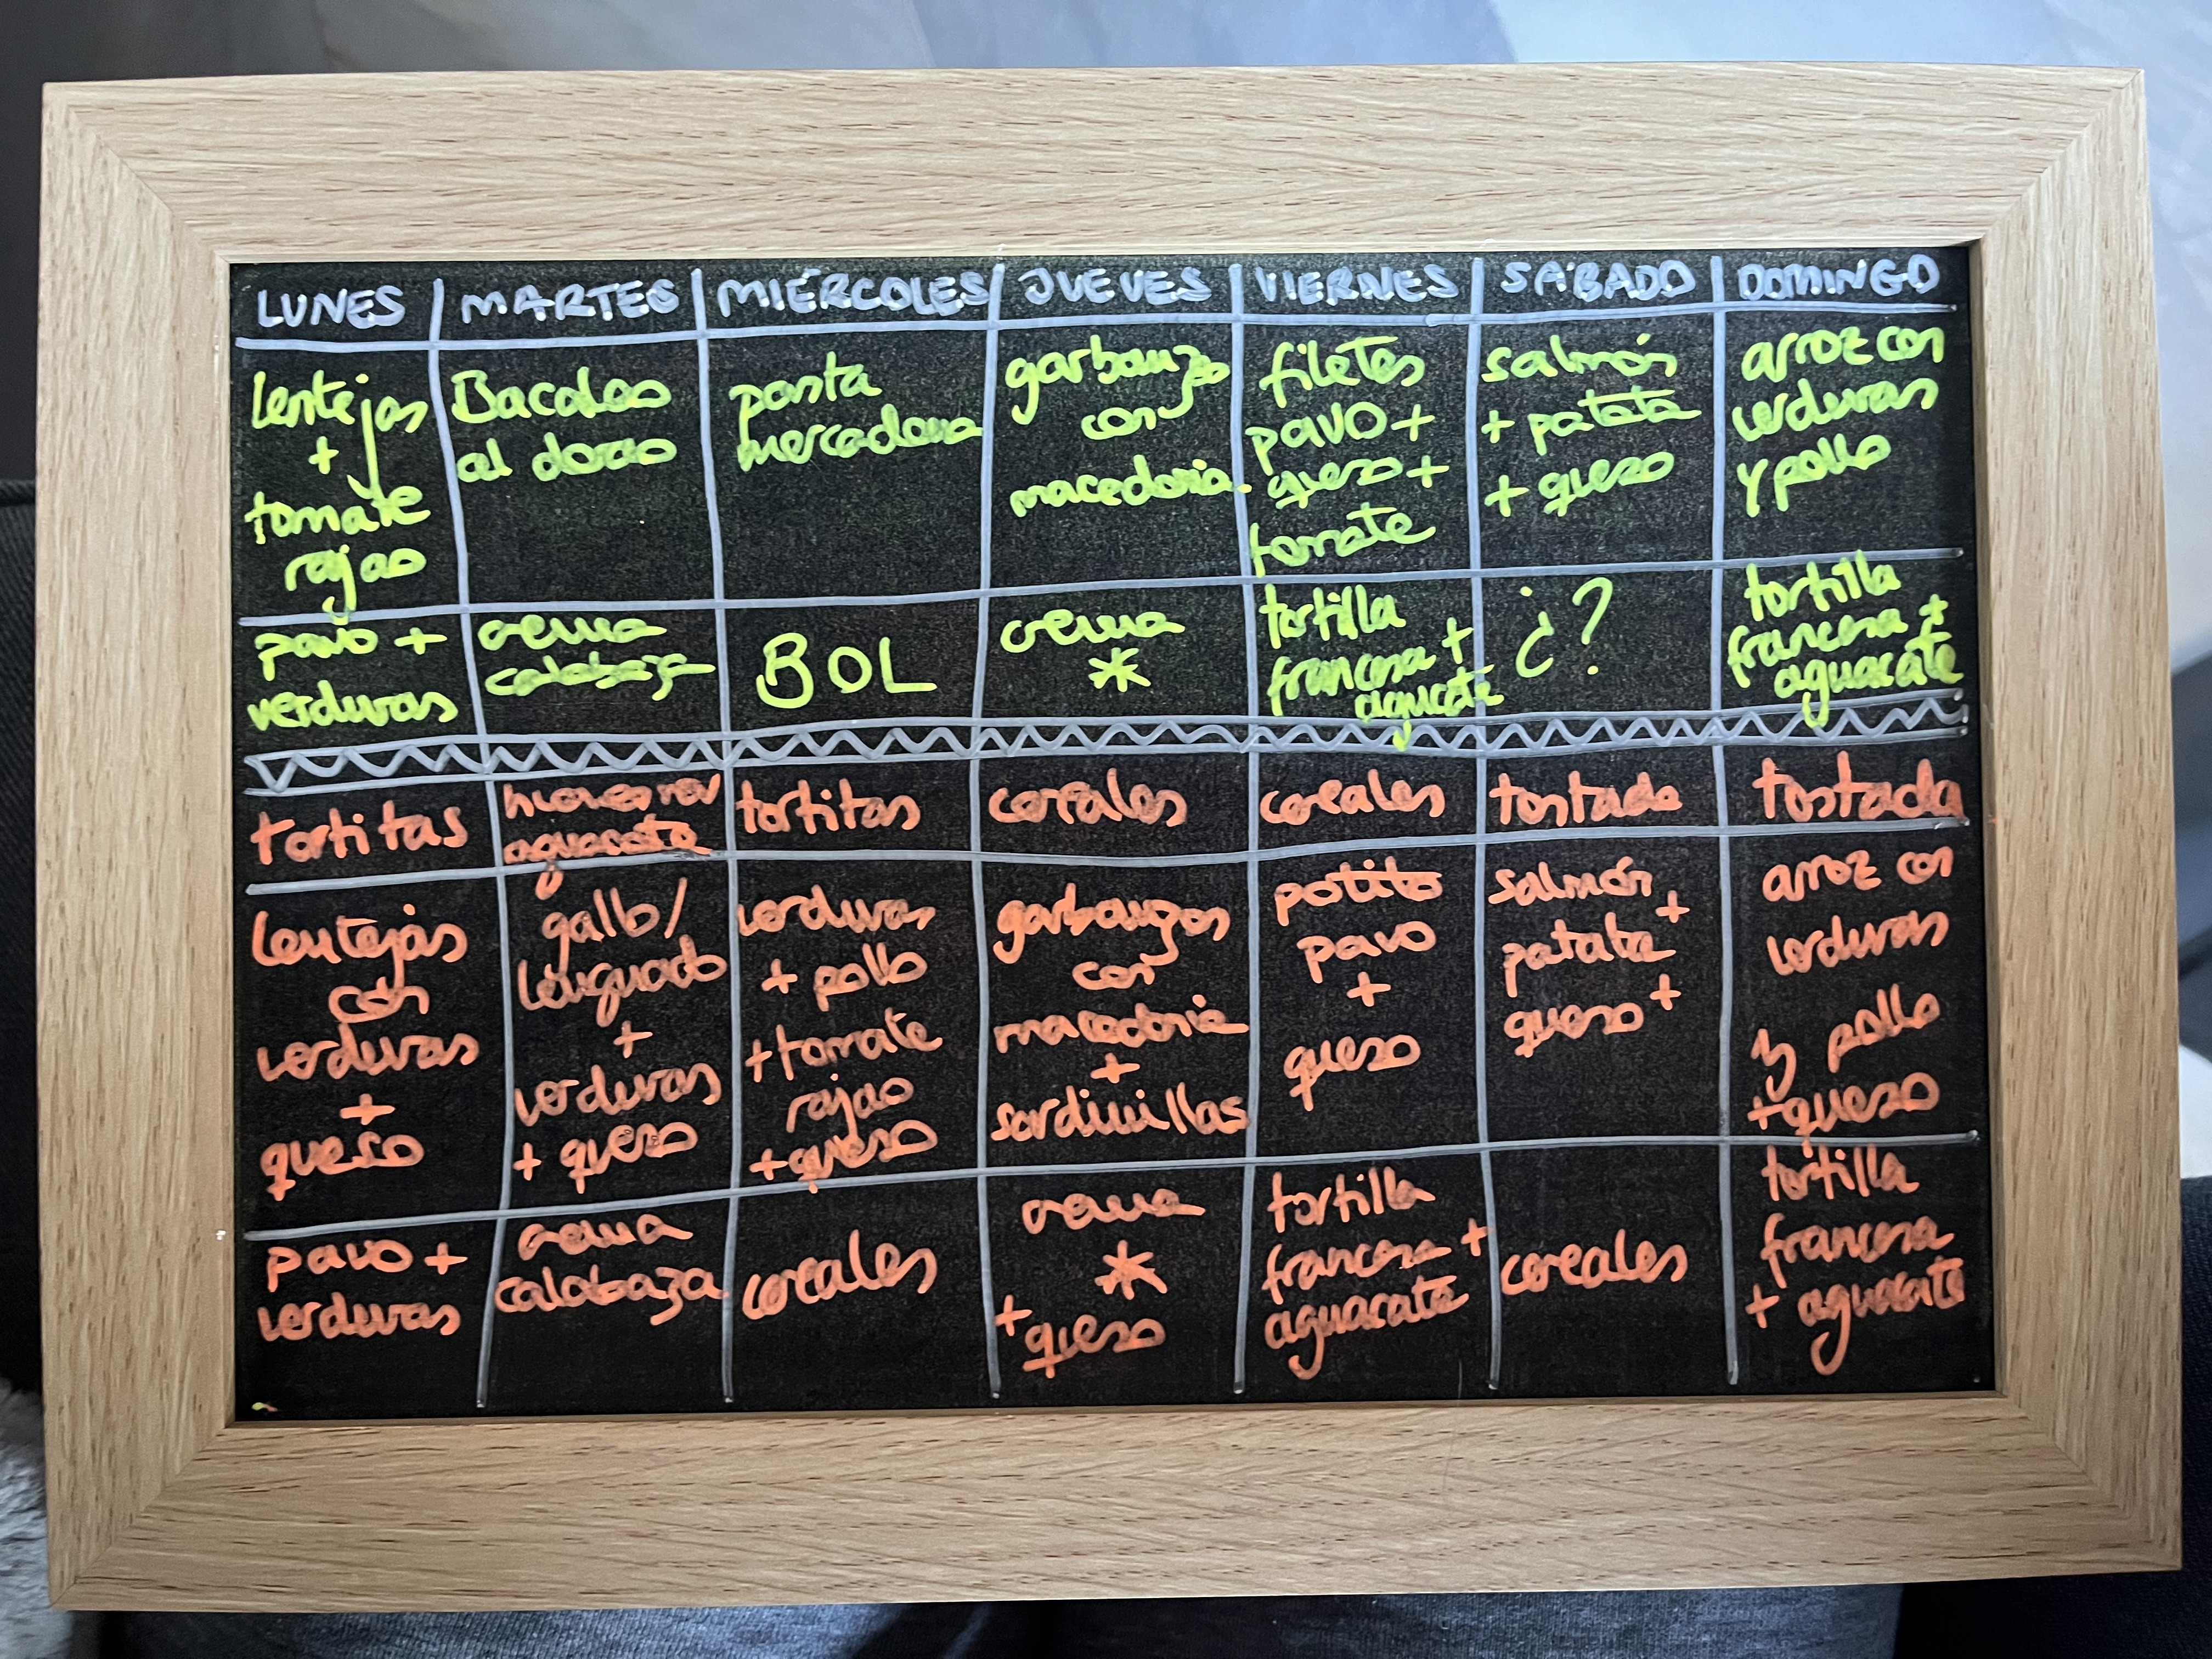 LUNES MARTES MIÉRCOLES JUEVES VIERNES SÁBADO DOMINGO
lentejas
+
tomate
rajao
Bacalao
al dorao
pasta
mercadona
garbanzos
con
macedonia.
filetes
pavo +
queso +
tomate
salmón
+ patata
+ queso
arroz con
verduras
y pollo
pavo +
verduras
crema
calabaza
BOL
crema
*
tortilla
francesa +
aguacate
¿?
tortilla
francesa +
aguacate
tortitas
huevo rev
aguacate
tortitas
cereales
cereales
tostada
tostada
lentejas
con
verduras
+
queso
gallo/
lenguado
+
verduras
+ queso
verduras
+ pollo
+ tomate
rajao
+ queso
garbanzos
con
macedonia
+
sardinillas
potito
pavo
+
queso
salmón
patata +
queso +
arroz con
verduras
y pollo
+ queso
pavo +
verduras
crema
calabaza
cereales
crema
*
+ queso
tortilla
francesa +
aguacate
cereales
tortilla
francesa
+ aguacate